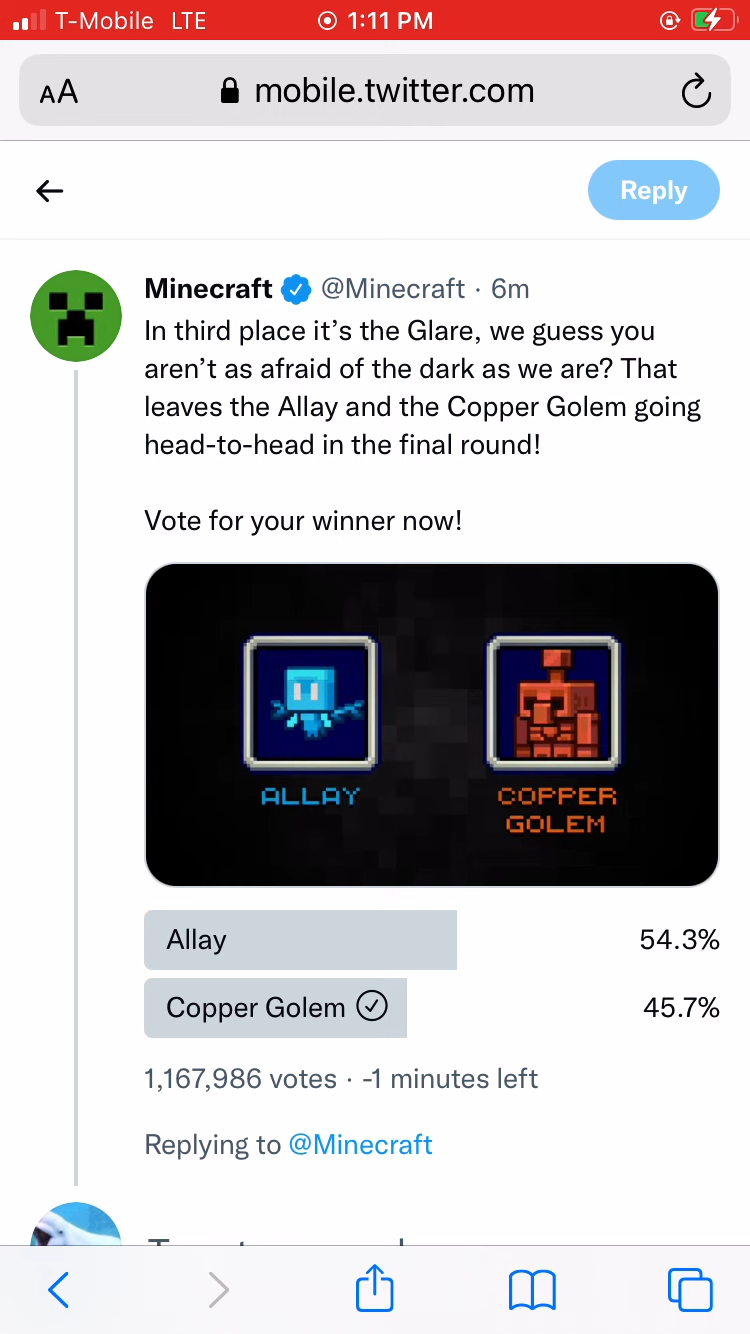 T-Mobile LTE 1:11 PM
AA mobile.twitter.com
Reply
Minecraft @Minecraft · 6m
In third place it’s the Glare, we guess you
aren’t as afraid of the dark as we are? That
leaves the Allay and the Copper Golem going
head-to-head in the final round!
Vote for your winner now!
ALLAY
COPPER
GOLEM
Allay 54.3%
Copper Golem 45.7%
1,167,986 votes · -1 minutes left
Replying to @Minecraft